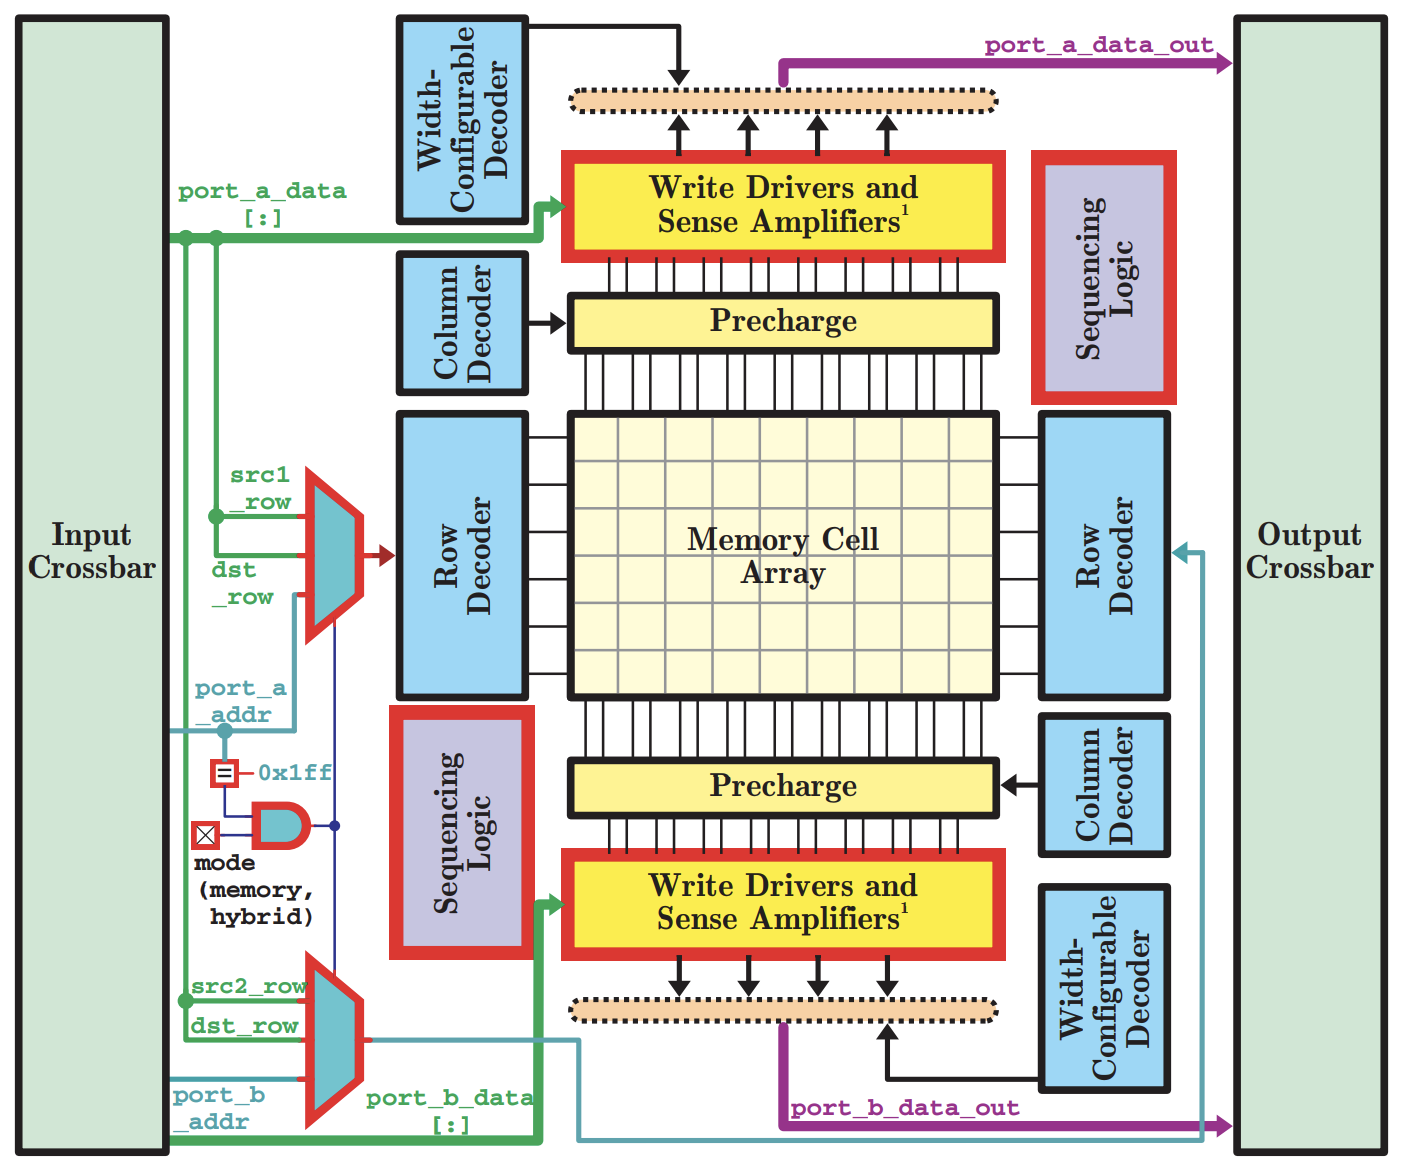 port_a_data_out
Width-
Configurable
Decoder
port_a_data
[:]
Write Drivers and
Sense Amplifiers1
Sequencing
Logic
Column
Decoder
Precharge
src1
_row
Input
Crossbar
dst
_row
Row
Decoder
Memory Cell
Array
Row
Decoder
Output
Crossbar
port_a
_addr
0x1ff
mode
(memory,
hybrid)
Sequencing
Logic
Precharge
Column
Decoder
Write Drivers and
Sense Amplifiers1
Width-
Configurable
Decoder
src2_row
dst_row
port_b
_addr
port_b_data
[:]
port_b_data_out